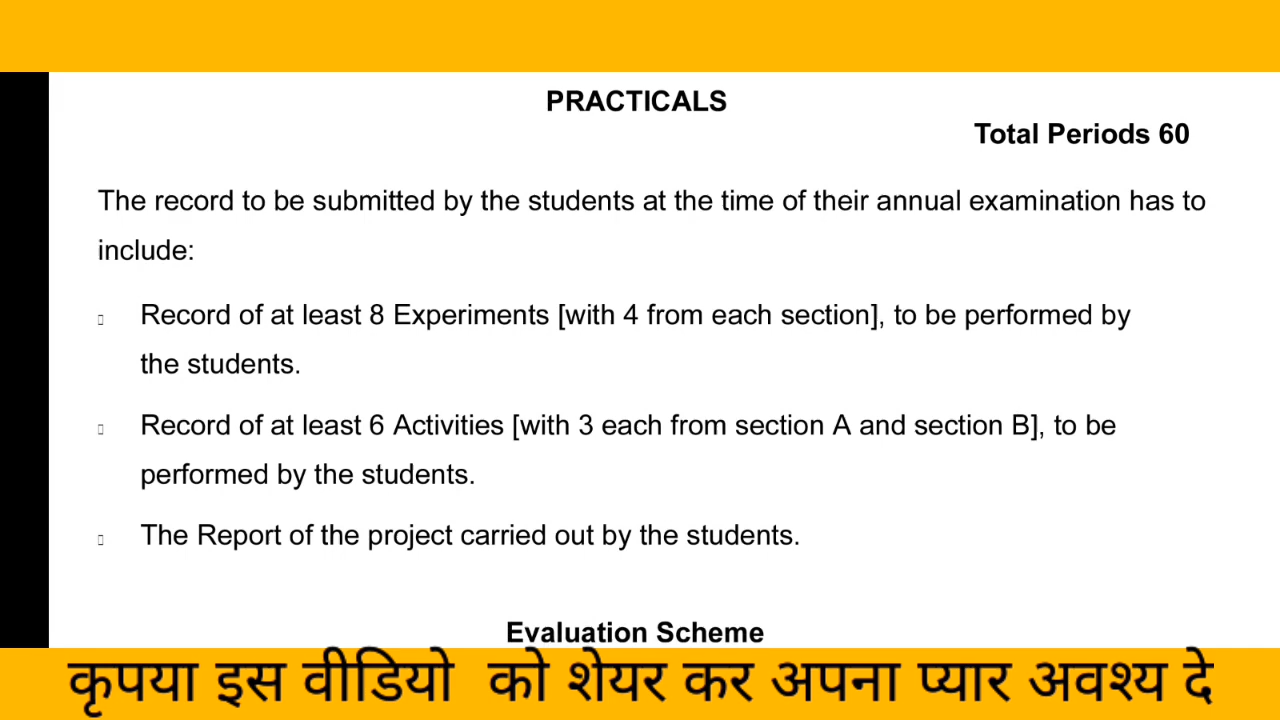 PRACTICALS
Total Periods 60
The record to be submitted by the students at the time of their annual examination has to
include:
Record of at least 8 Experiments [with 4 from each section], to be performed by
the students.
Record of at least 6 Activities [with 3 each from section A and section B], to be
performed by the students.
The Report of the project carried out by the students.
Evaluation Scheme
कृपया इस वीडियो को शेयर कर अपना प्यार अवश्य दे